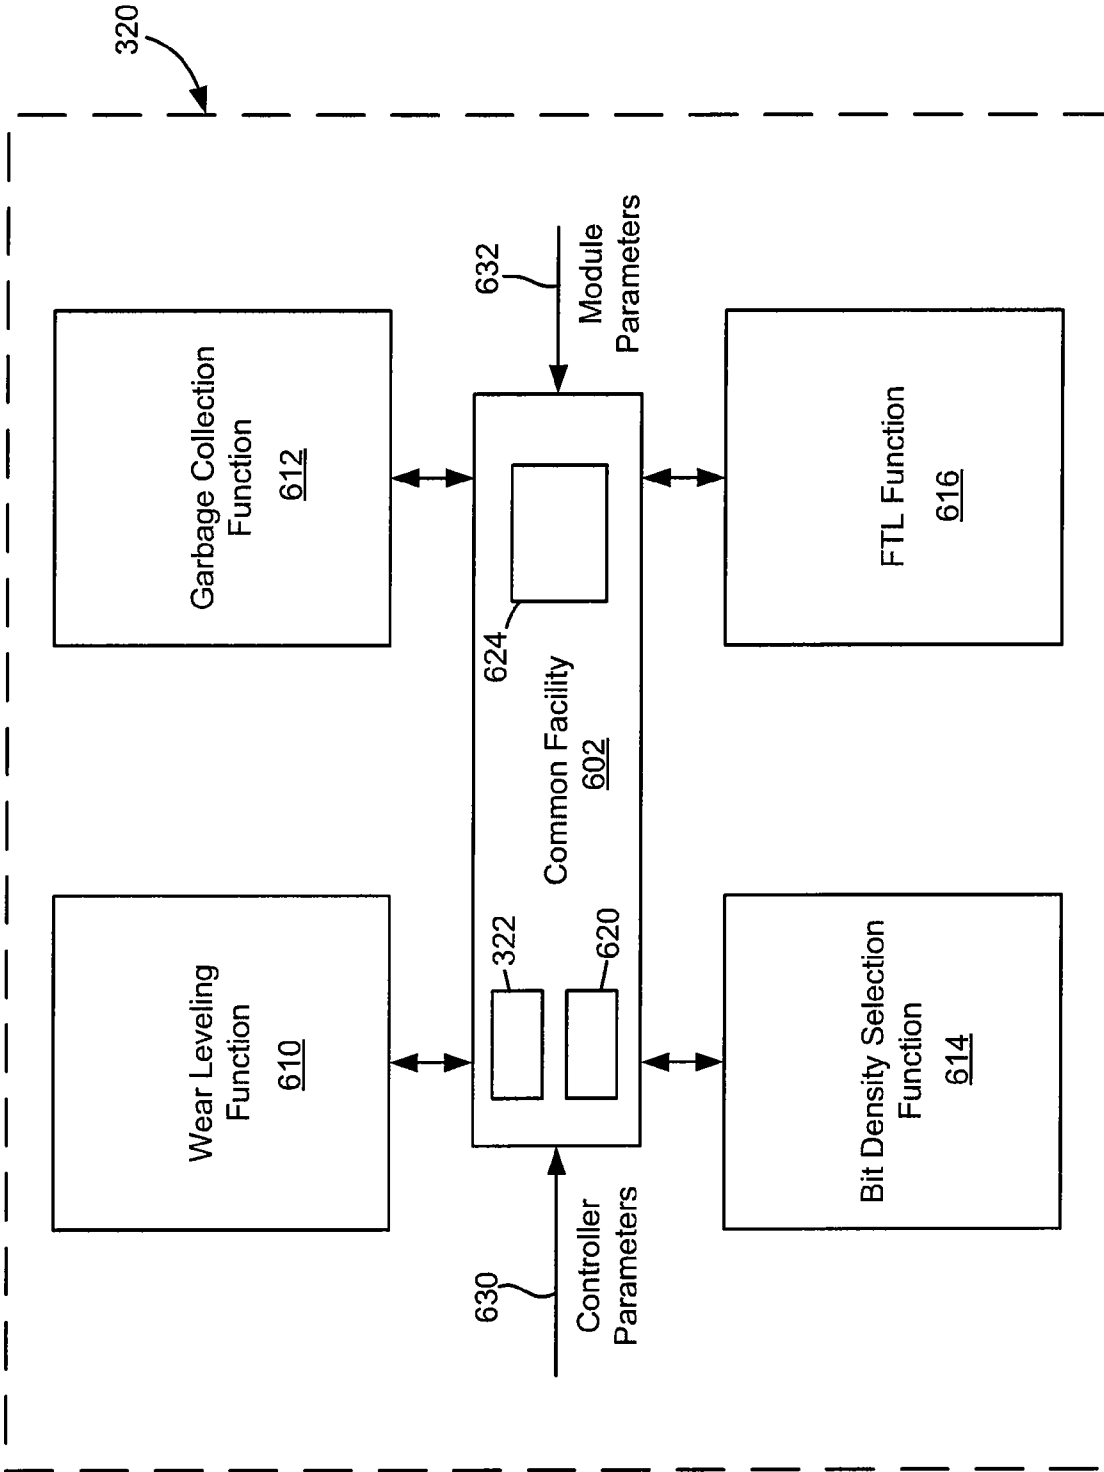 320
Wear Leveling
Function
610
Garbage Collection
Function
612
630
Controller
Parameters
322
620
Common Facility
602
624
632
Module
Parameters
Bit Density Selection
Function
614
FTL Function
616